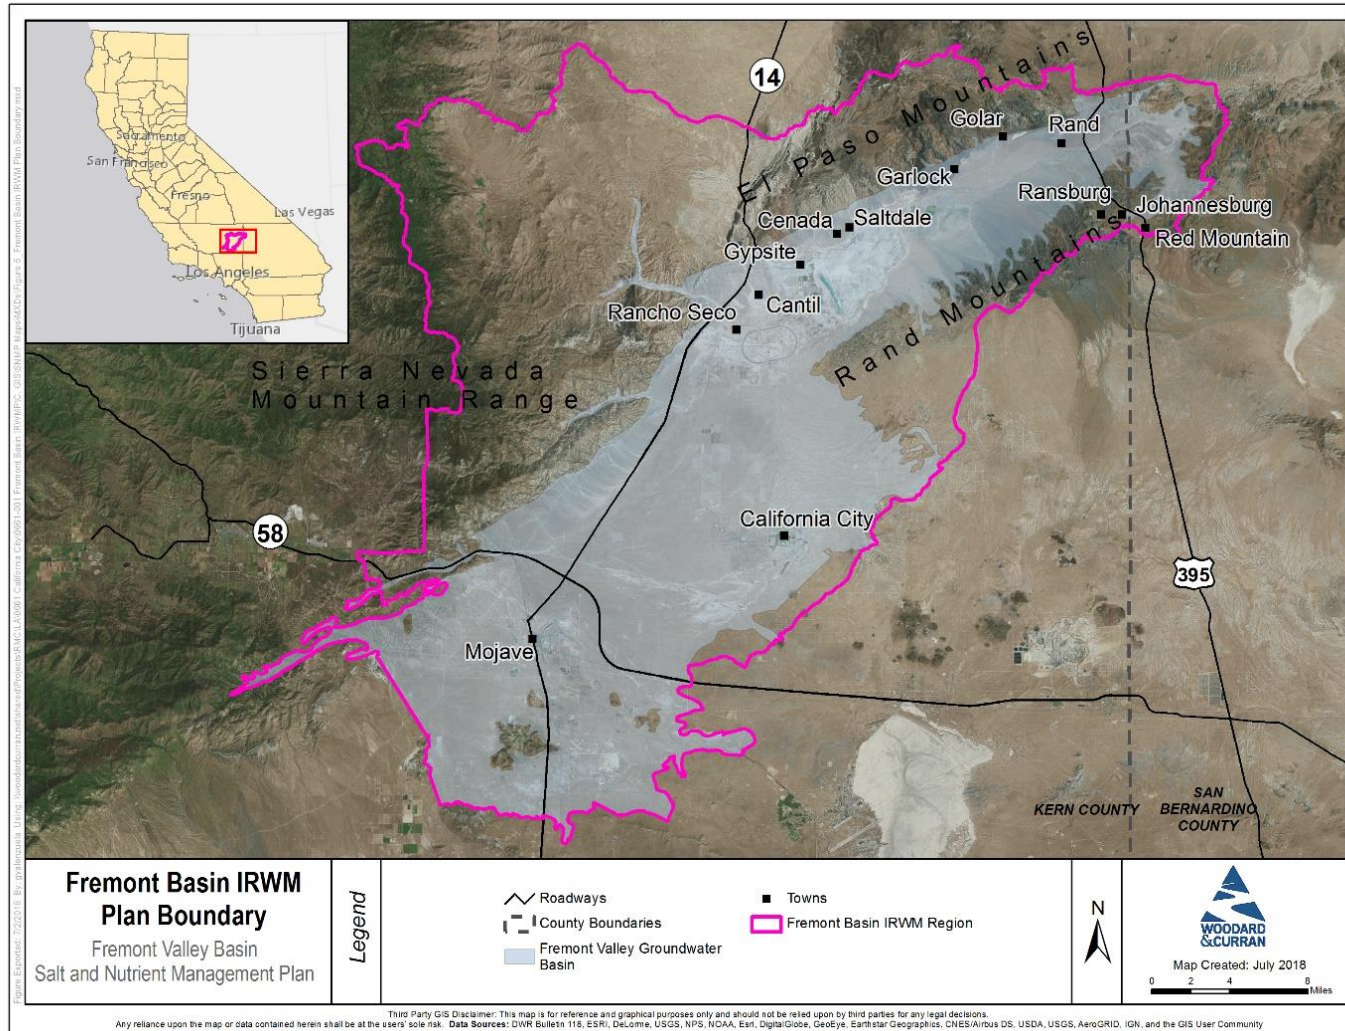 Sacramento
San Francisco
Fresno
Las Vegas
Los Angeles
Tijuana
14
El Paso Mountains
Golar
Rand
Garlock
Ransburg
Johannesburg
Cenada
Saltdale
Red Mountain
Gypsite
Cantil
Rancho Seco
Rand Mountains
Sierra Nevada
Mountain Range
California City
58
395
Mojave
KERN COUNTY
SAN
BERNARDINO
COUNTY
Fremont Basin IRWM
Plan Boundary
Fremont Valley Basin
Salt and Nutrient Management Plan
Legend
Roadways
County Boundaries
Fremont Valley Groundwater
Basin
Towns
Fremont Basin IRWM Region
N
WOODARD
&CURRAN
Map Created: July 2018
0 2 4 8
Miles
Third Party GIS Disclaimer: This map is for reference and graphical purposes only and should not be relied upon by third parties for any legal decisions.
Any reliance upon the map or data contained herein shall be at the users' sole risk. Data Sources: DWR Bulletin 118, ESRI, DeLorme, USGS, NPS, NOAA, Esri, DigitalGlobe, GeoEye, Earthstar Geographics, CNES/Airbus DS, USDA, USGS, AeroGRID, IGN, and the GIS User Community